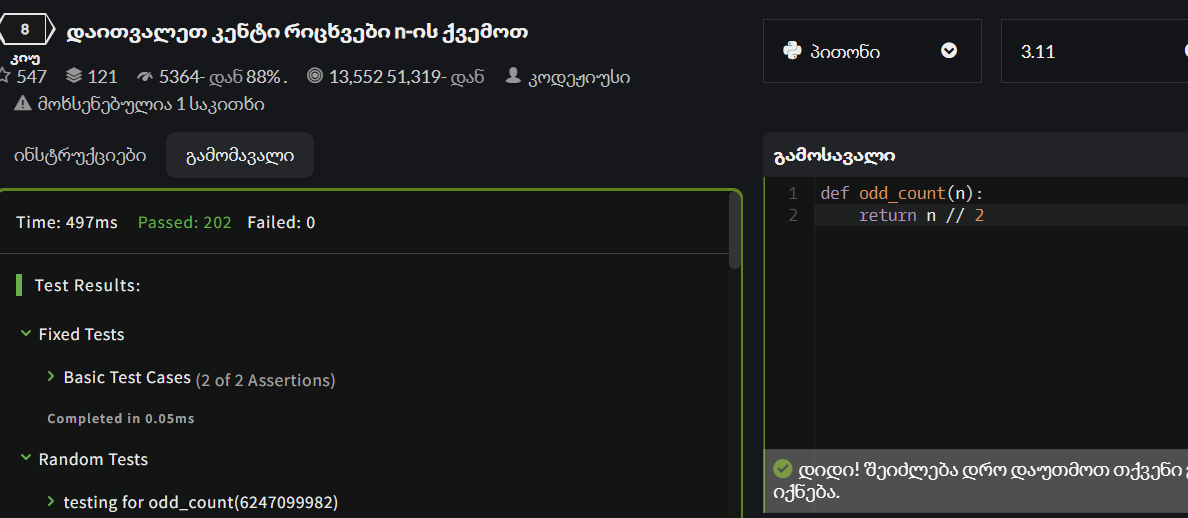 8 დაითვალეთ კენტი რიცხვები n-ის ქვემოთ
კიუ
547 121 5364- დან 88% . 13,552 51,319- დან კოდეჟიუსი
მოხსენებულია 1 საკითხი
ინსტრუქციები გამომავალი
Time: 497ms Passed: 202 Failed: 0
Test Results:
Fixed Tests
Basic Test Cases (2 of 2 Assertions)
Completed in 0.05ms
Random Tests
testing for odd_count(6247099982)
პითონი 3.11
გამოსავალი
1 def odd_count(n):
2 return n // 2
დიდი! შეიძლება დრო დაუთმოთ თქვენი
იქნება.